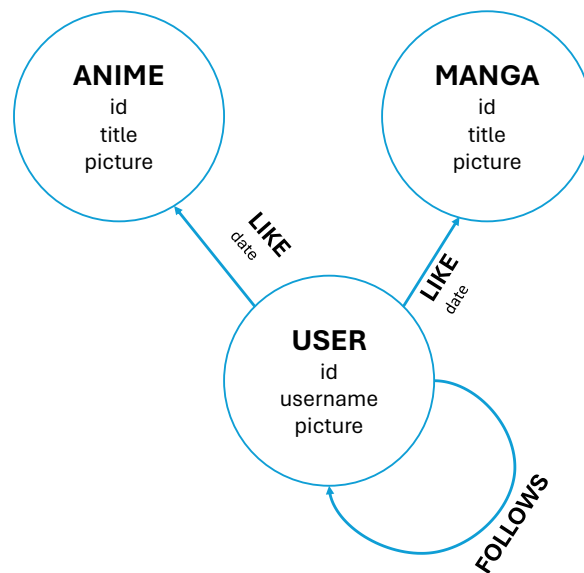 ANIME
id
title
picture
MANGA
id
title
picture
LIKE
date
LIKE
date
USER
id
username
picture
FOLLOWS